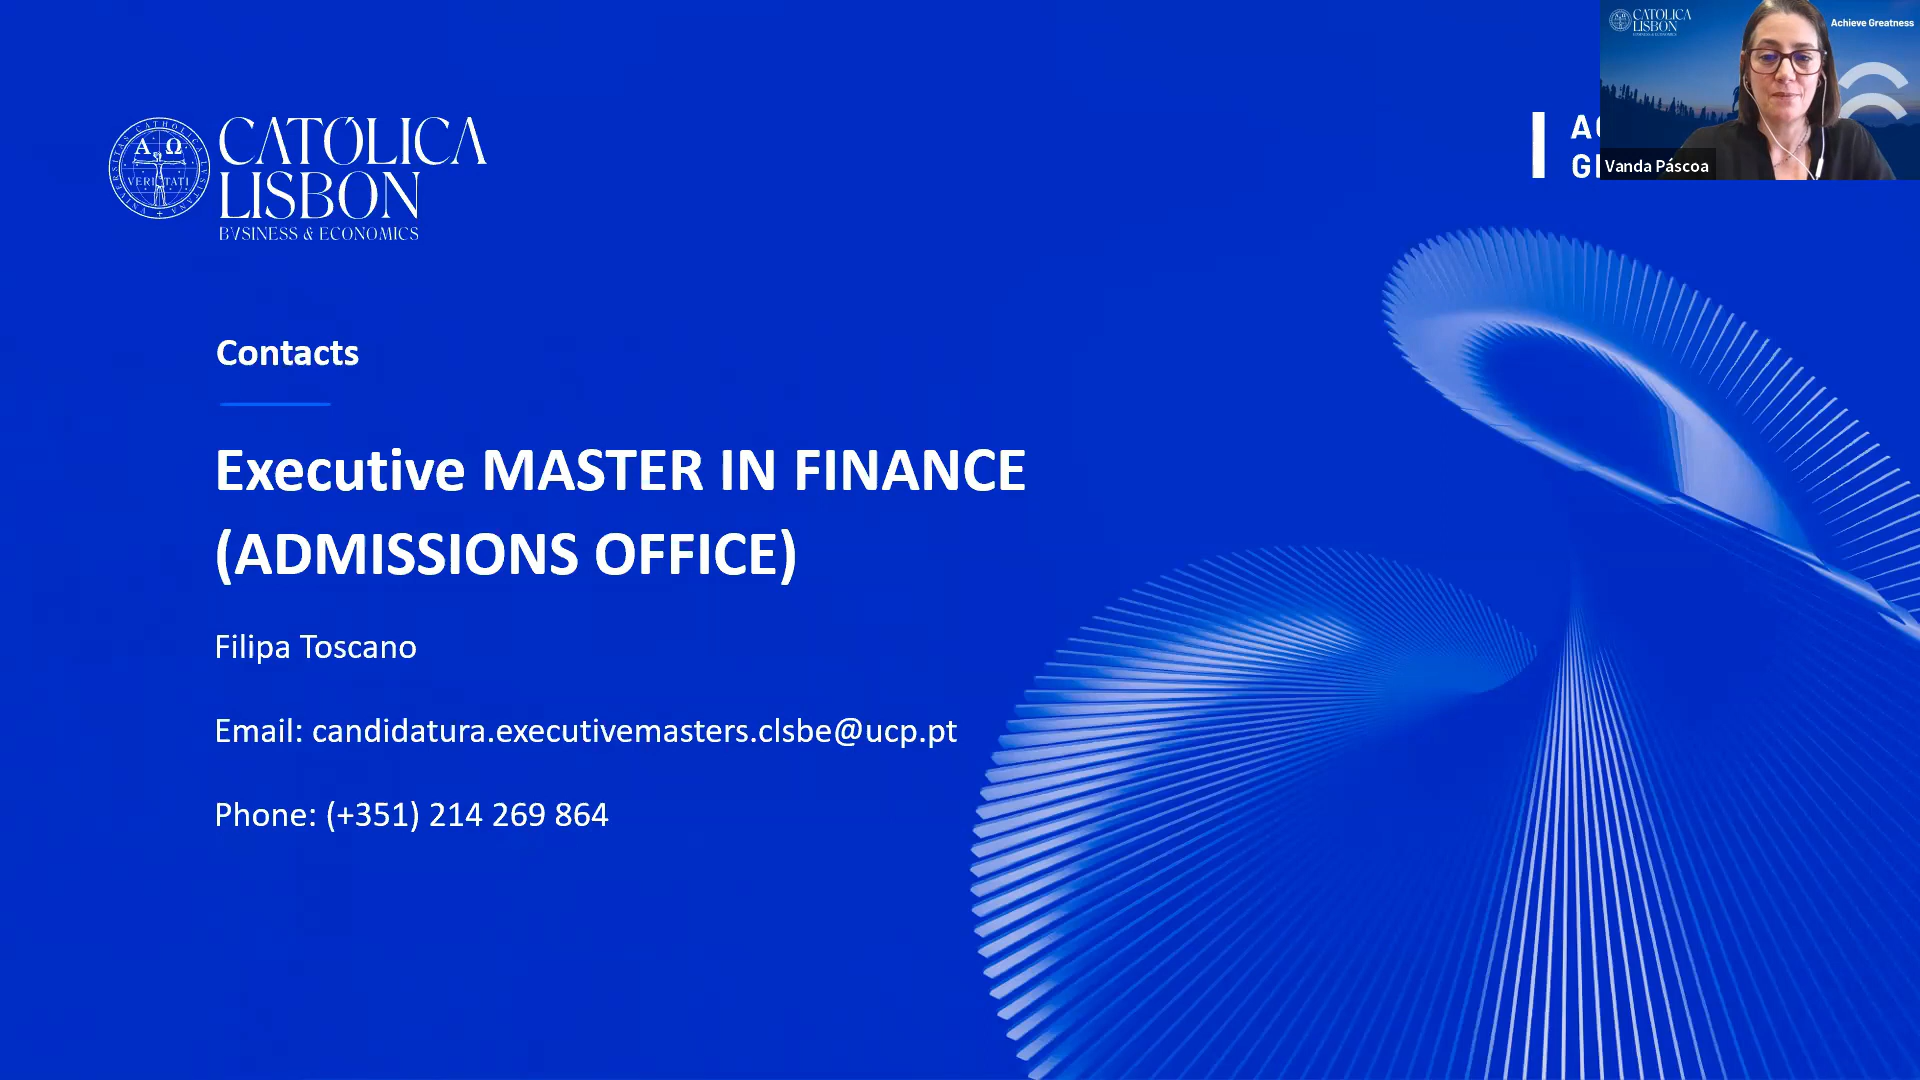 CATÓLICA
LISBON
BVSINESS & ECONOMICS
Α Ω
VERITATI
CATÓLICA
LISBON
Achieve Greatness
Vanda Páscoa
Contacts
Executive MASTER IN FINANCE
(ADMISSIONS OFFICE)
Filipa Toscano
Email: candidatura.executivemasters.clsbe@ucp.pt
Phone: (+351) 214 269 864